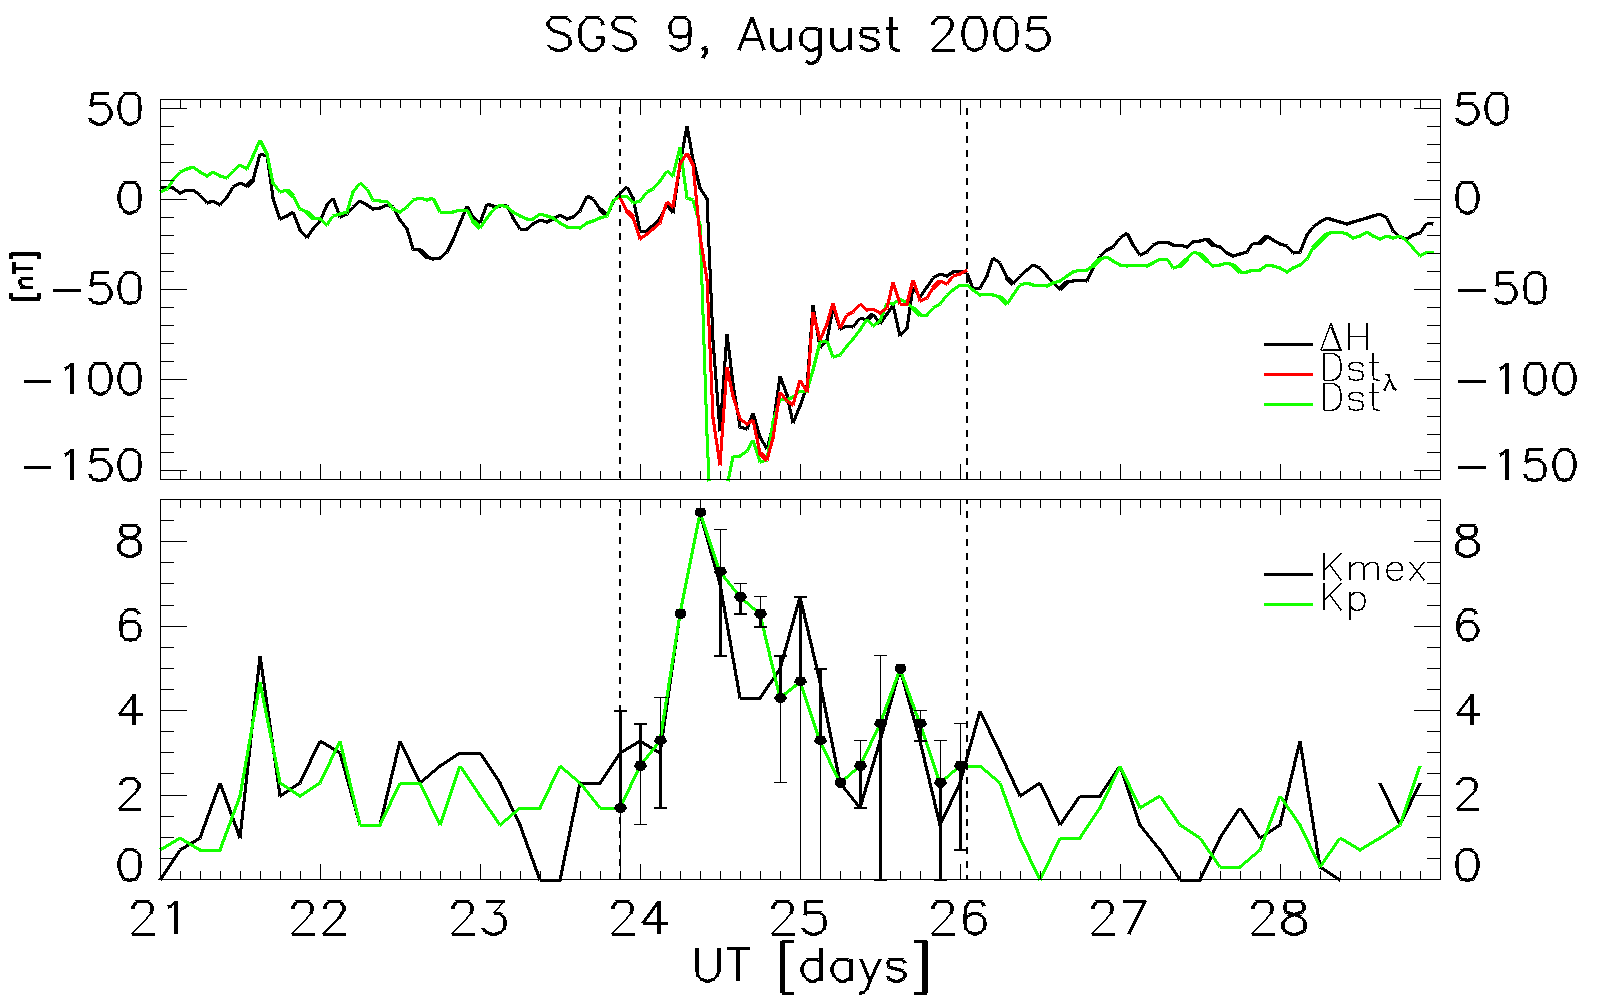 SGS 9, August 2005
50 50
0 0
[nT]
-50 -50
-100 -100
-150 -150
ΔH
Dstλ
Dst
8 8
6 6
4 4
2 2
0 0
Kmex
Kp
21 22 23 24 25 26 27 28
UT [days]